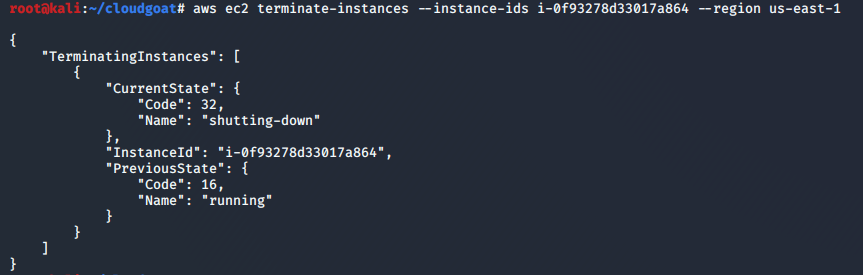 root@kali:~/cloudgoat# aws ec2 terminate-instances --instance-ids i-0f93278d33017a864 --region us-east-1
{
    "TerminatingInstances": [
        {
            "CurrentState": {
                "Code": 32,
                "Name": "shutting-down"
            },
            "InstanceId": "i-0f93278d33017a864",
            "PreviousState": {
                "Code": 16,
                "Name": "running"
            }
        }
    ]
}